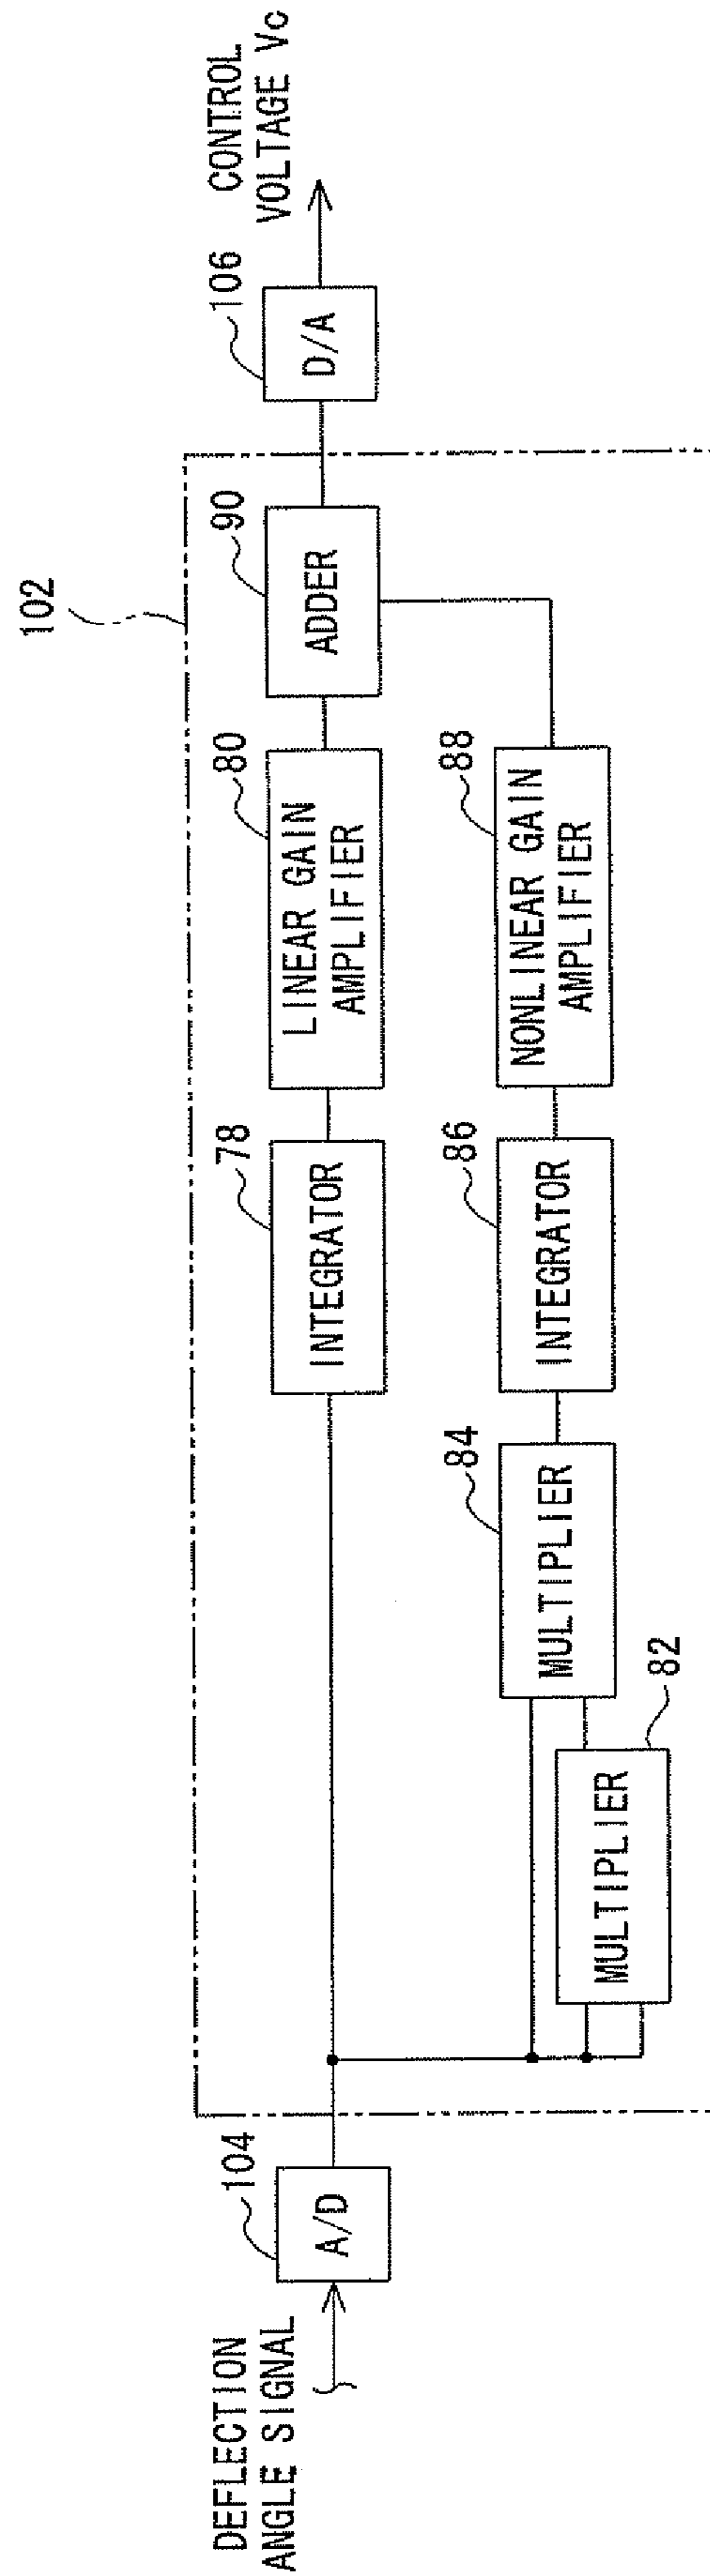 DEFLECTION
ANGLE SIGNAL
104
A/D
102
78
INTEGRATOR
80
LINEAR GAIN
AMPLIFIER
90
ADDER
106
D/A
CONTROL
VOLTAGE Vc
82
MULTIPLIER
84
MULTIPLIER
86
INTEGRATOR
88
NONLINEAR GAIN
AMPLIFIER